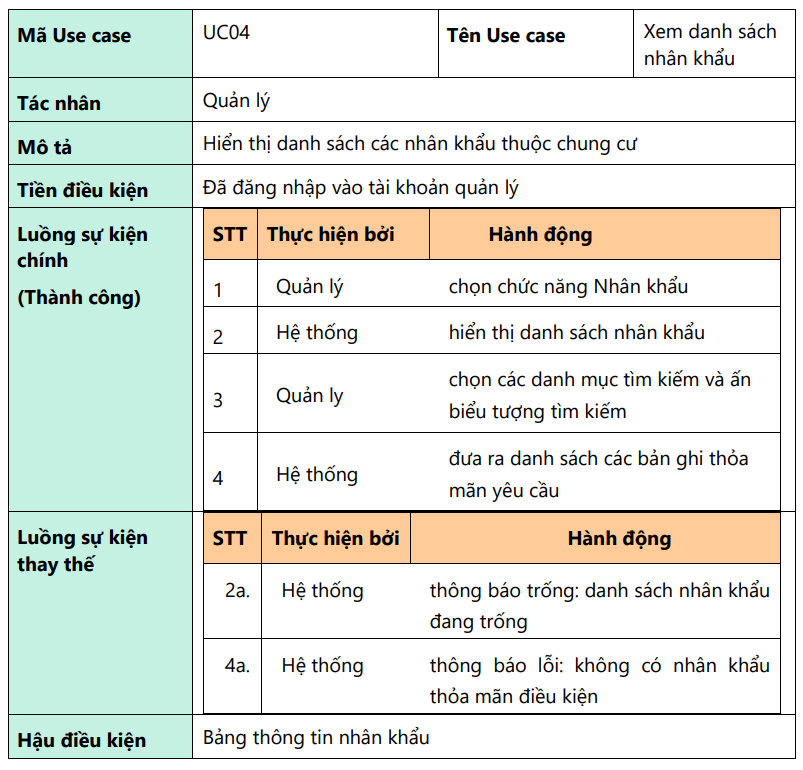 Mã Use case UC04 Tên Use case Xem danh sách
nhân khẩu
Tác nhân Quản lý
Mô tả Hiển thị danh sách các nhân khẩu thuộc chung cư
Tiền điều kiện Đã đăng nhập vào tài khoản quản lý
Luồng sự kiện
chính
(Thành công)
STT Thực hiện bởi Hành động
1 Quản lý chọn chức năng Nhân khẩu
2 Hệ thống hiển thị danh sách nhân khẩu
3 Quản ly chọn các danh mục tìm kiếm và ấn
biểu tượng tìm kiếm
4 Hệ thống đưa ra danh sách các bản ghi thỏa
mãn yêu cầu
Luồng sự kiện
thay thế
STT Thực hiện bởi Hành động
2a. Hệ thống thông báo trống: danh sách nhân khẩu
đang trống
4a. Hệ thống thông báo lỗi: không có nhân khẩu
thỏa mãn điều kiện
Hậu điều kiện Bảng thông tin nhân khẩu